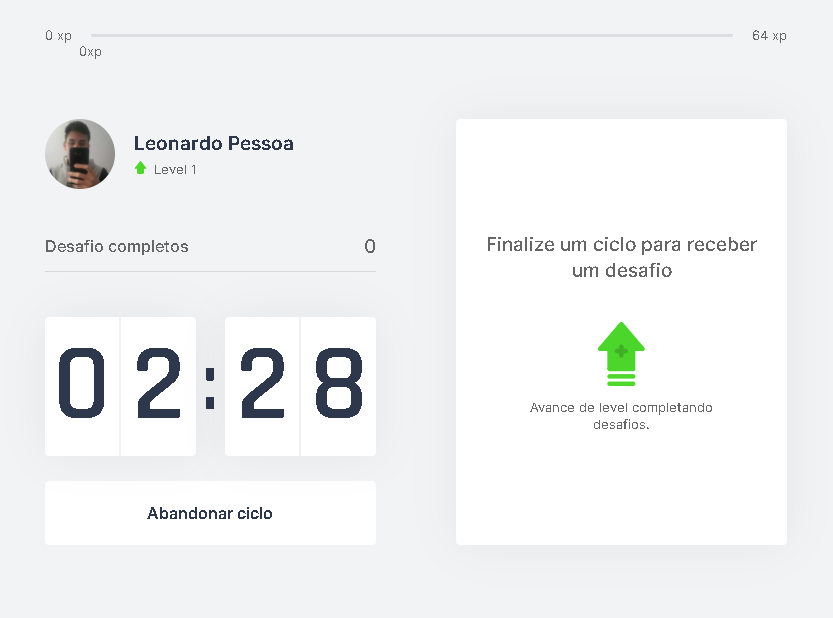 0 xp
64 xp
0xp
Leonardo Pessoa
Level 1
Desafio completos
0
02:28
Abandonar ciclo
Finalize um ciclo para receber
um desafio
Avance de level completando
desafios.